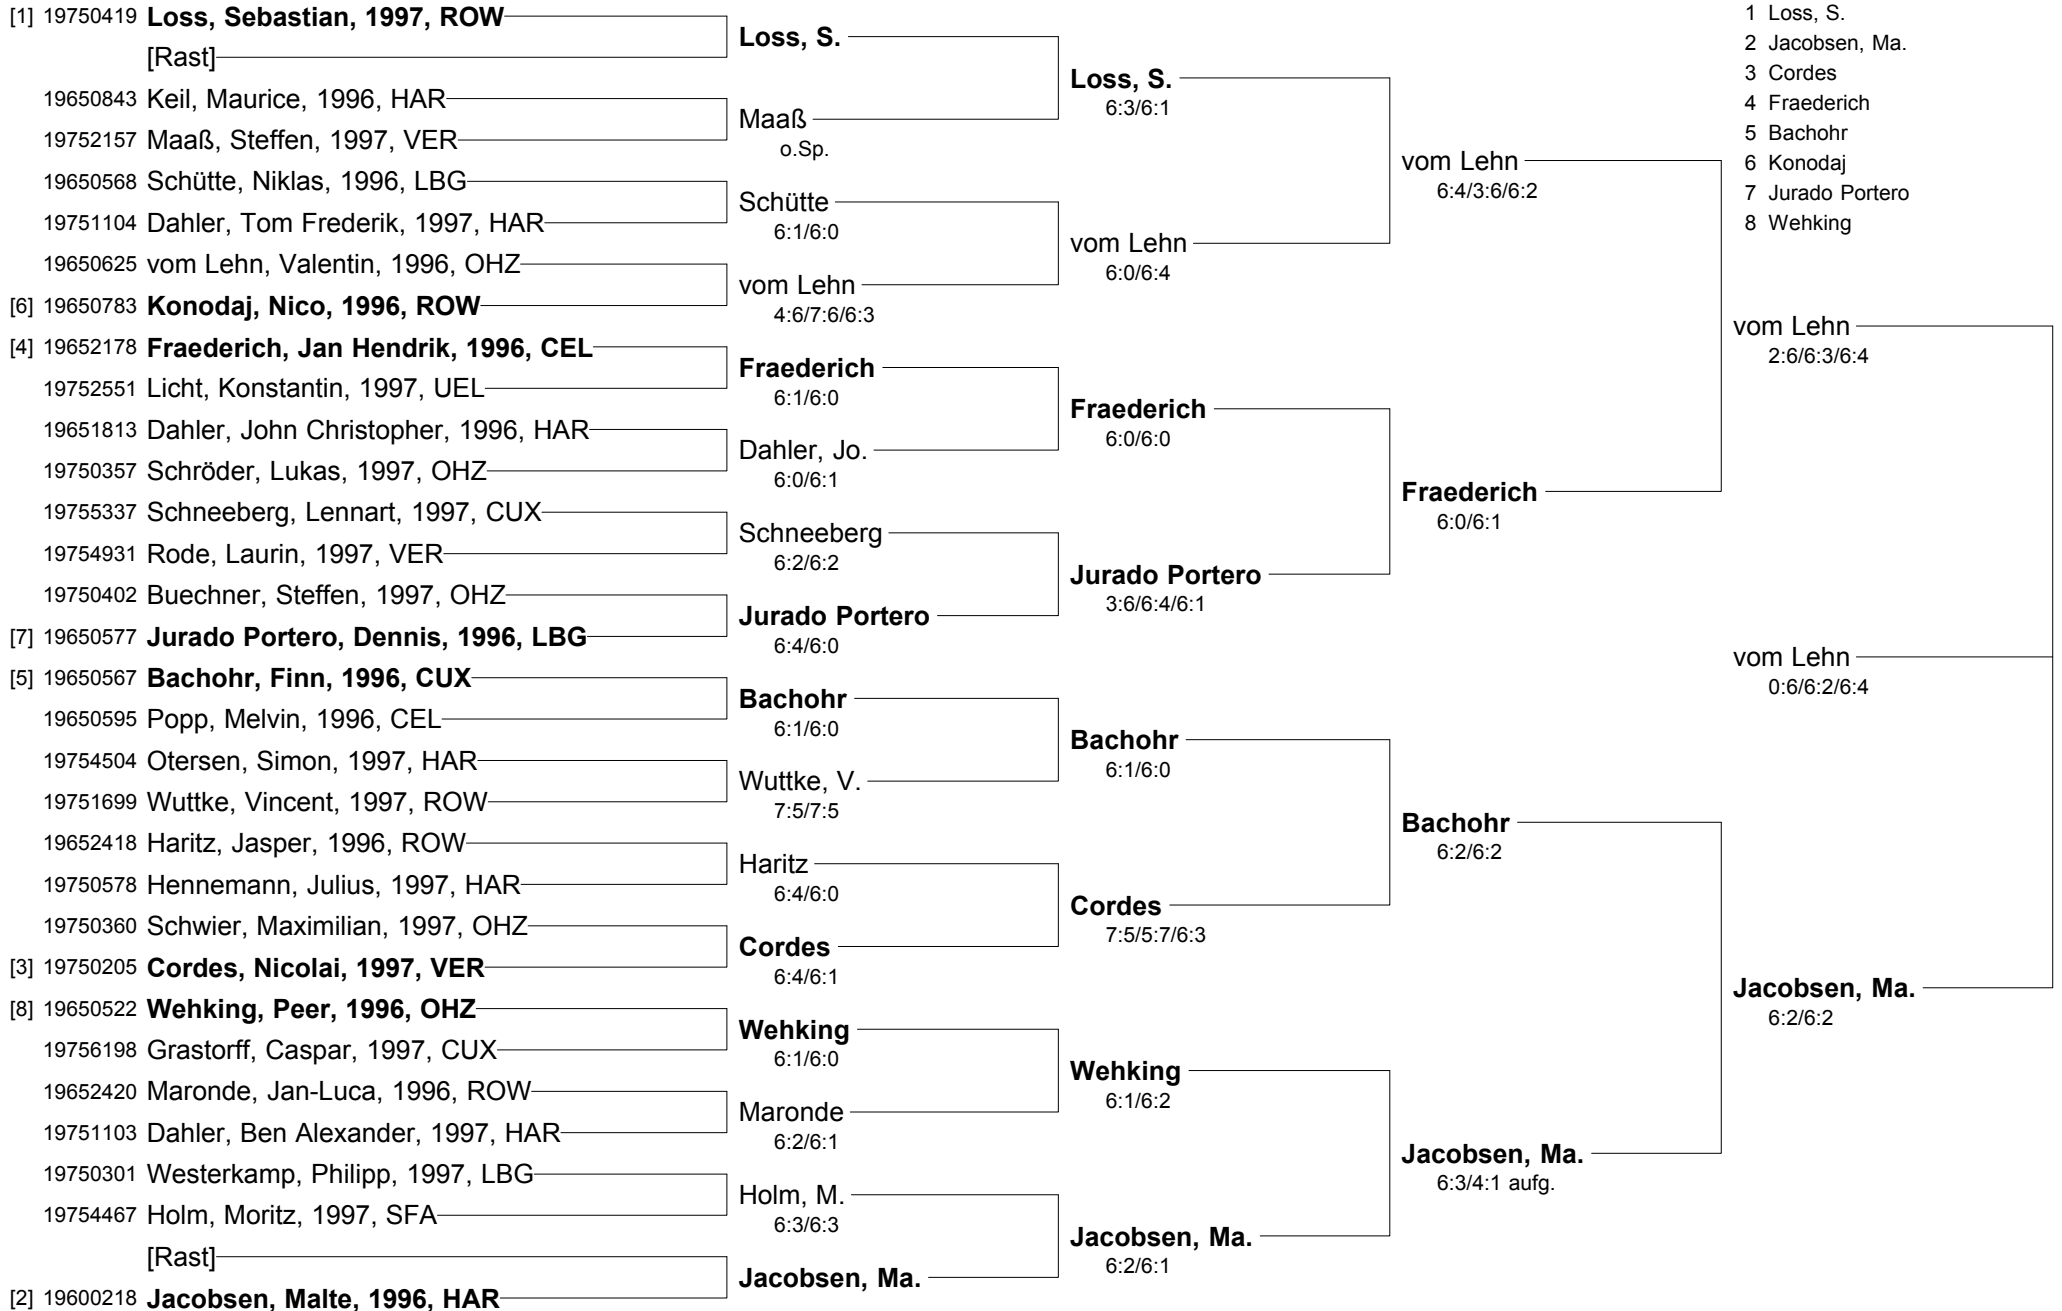 [1] 19750419 Loss, Sebastian, 1997, ROW
[Rast]
19650843 Keil, Maurice, 1996, HAR
19752157 Maaß, Steffen, 1997, VER
19650568 Schütte, Niklas, 1996, LBG
19751104 Dahler, Tom Frederik, 1997, HAR
19650625 vom Lehn, Valentin, 1996, OHZ
[6] 19650783 Konodaj, Nico, 1996, ROW
[4] 19652178 Fraederich, Jan Hendrik, 1996, CEL
19752551 Licht, Konstantin, 1997, UEL
19651813 Dahler, John Christopher, 1996, HAR
19750357 Schröder, Lukas, 1997, OHZ
19755337 Schneeberg, Lennart, 1997, CUX
19754931 Rode, Laurin, 1997, VER
19750402 Buechner, Steffen, 1997, OHZ
[7] 19650577 Jurado Portero, Dennis, 1996, LBG
[5] 19650567 Bachohr, Finn, 1996, CUX
19650595 Popp, Melvin, 1996, CEL
19754504 Otersen, Simon, 1997, HAR
19751699 Wuttke, Vincent, 1997, ROW
19652418 Haritz, Jasper, 1996, ROW
19750578 Hennemann, Julius, 1997, HAR
19750360 Schwier, Maximilian, 1997, OHZ
[3] 19750205 Cordes, Nicolai, 1997, VER
[8] 19650522 Wehking, Peer, 1996, OHZ
19756198 Grastorff, Caspar, 1997, CUX
19652420 Maronde, Jan-Luca, 1996, ROW
19751103 Dahler, Ben Alexander, 1997, HAR
19750301 Westerkamp, Philipp, 1997, LBG
19754467 Holm, Moritz, 1997, SFA
[Rast]
[2] 19600218 Jacobsen, Malte, 1996, HAR
Loss, S.
Maaß
o.Sp.
Schütte
6:1/6:0
vom Lehn
4:6/7:6/6:3
Fraederich
6:1/6:0
Dahler, Jo.
6:0/6:1
Schneeberg
6:2/6:2
Jurado Portero
6:4/6:0
Bachohr
6:1/6:0
Wuttke, V.
7:5/7:5
Haritz
6:4/6:0
Cordes
6:4/6:1
Wehking
6:1/6:0
Maronde
6:2/6:1
Holm, M.
6:3/6:3
Jacobsen, Ma.
Loss, S.
6:3/6:1
vom Lehn
6:0/6:4
Fraederich
6:0/6:0
Jurado Portero
3:6/6:4/6:1
Bachohr
6:1/6:0
Cordes
7:5/5:7/6:3
Wehking
6:1/6:2
Jacobsen, Ma.
6:2/6:1
vom Lehn
6:4/3:6/6:2
Fraederich
6:0/6:1
Bachohr
6:2/6:2
Jacobsen, Ma.
6:3/4:1 aufg.
1 Loss, S.
2 Jacobsen, Ma.
3 Cordes
4 Fraederich
5 Bachohr
6 Konodaj
7 Jurado Portero
8 Wehking
vom Lehn
2:6/6:3/6:4
vom Lehn
0:6/6:2/6:4
Jacobsen, Ma.
6:2/6:2